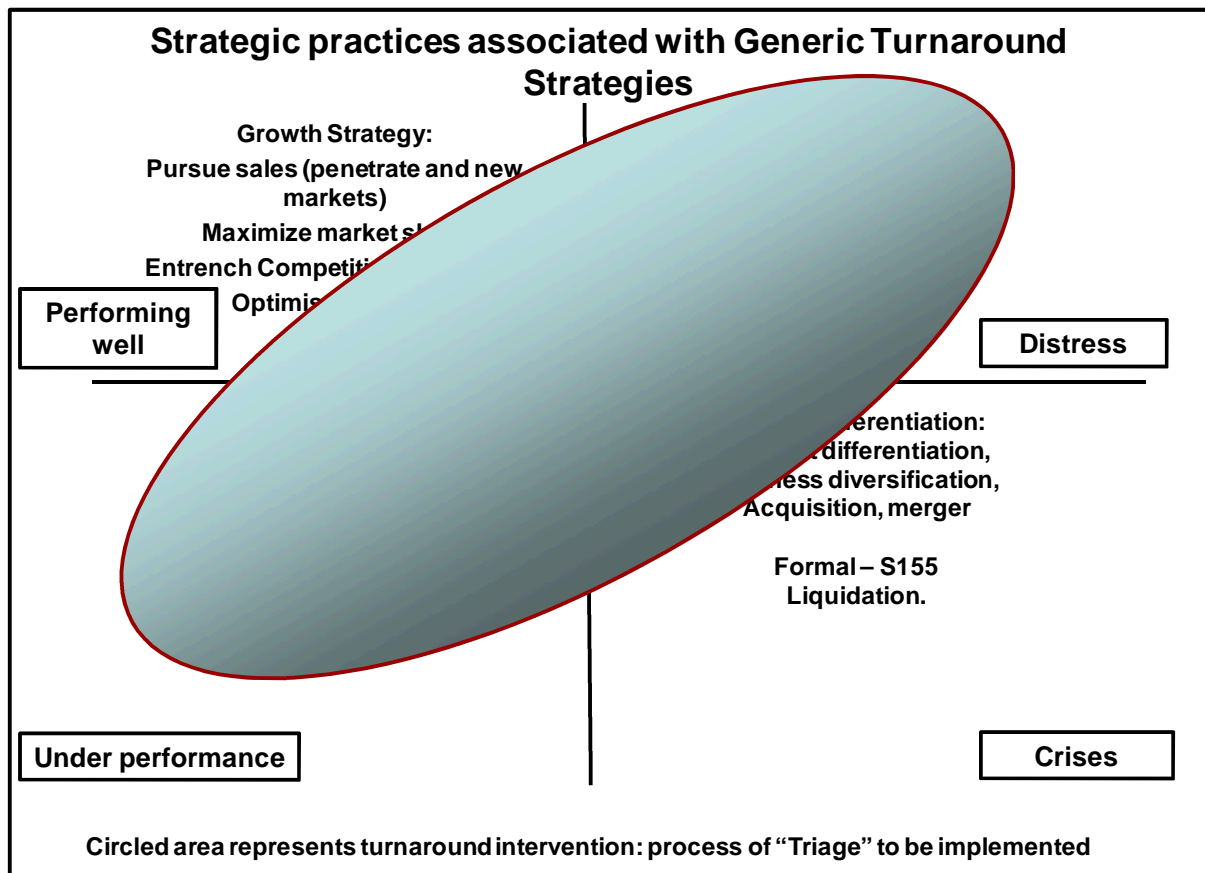 Strategic practices associated with Generic Turnaround
Strategies
Growth Strategy:
Pursue sales (penetrate and new
markets)
Maximize market
Entrench
Performing
well
Distress
differentiation,
diversification,
Acquisition, merger
Formal – S155
Liquidation.
Under performance
Crises
Circled area represents turnaround intervention: process of “Triage” to be implemented